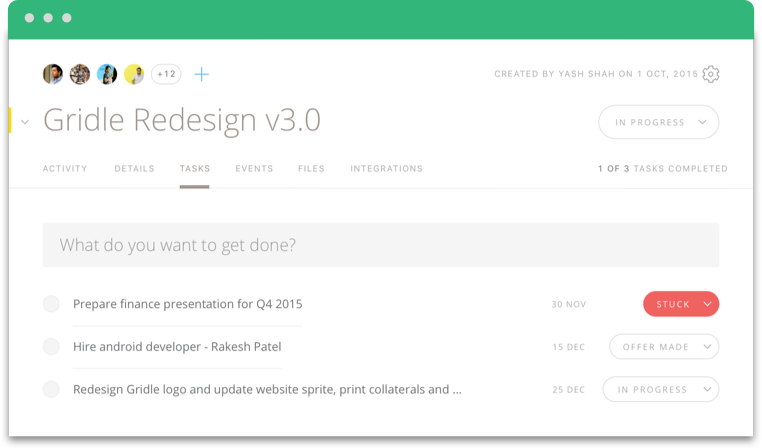 +12
CREATED BY YASH SHAH ON 1 OCT, 2015
Gridle Redesign v3.0
IN PROGRESS
ACTIVITY DETAILS TASKS EVENTS FILES INTEGRATIONS 1 OF 3 TASKS COMPLETED
What do you want to get done?
Prepare finance presentation for Q4 2015 30 NOV STUCK
Hire android developer - Rakesh Patel 15 DEC OFFER MADE
Redesign Gridle logo and update website sprite, print collaterals and ... 25 DEC IN PROGRESS